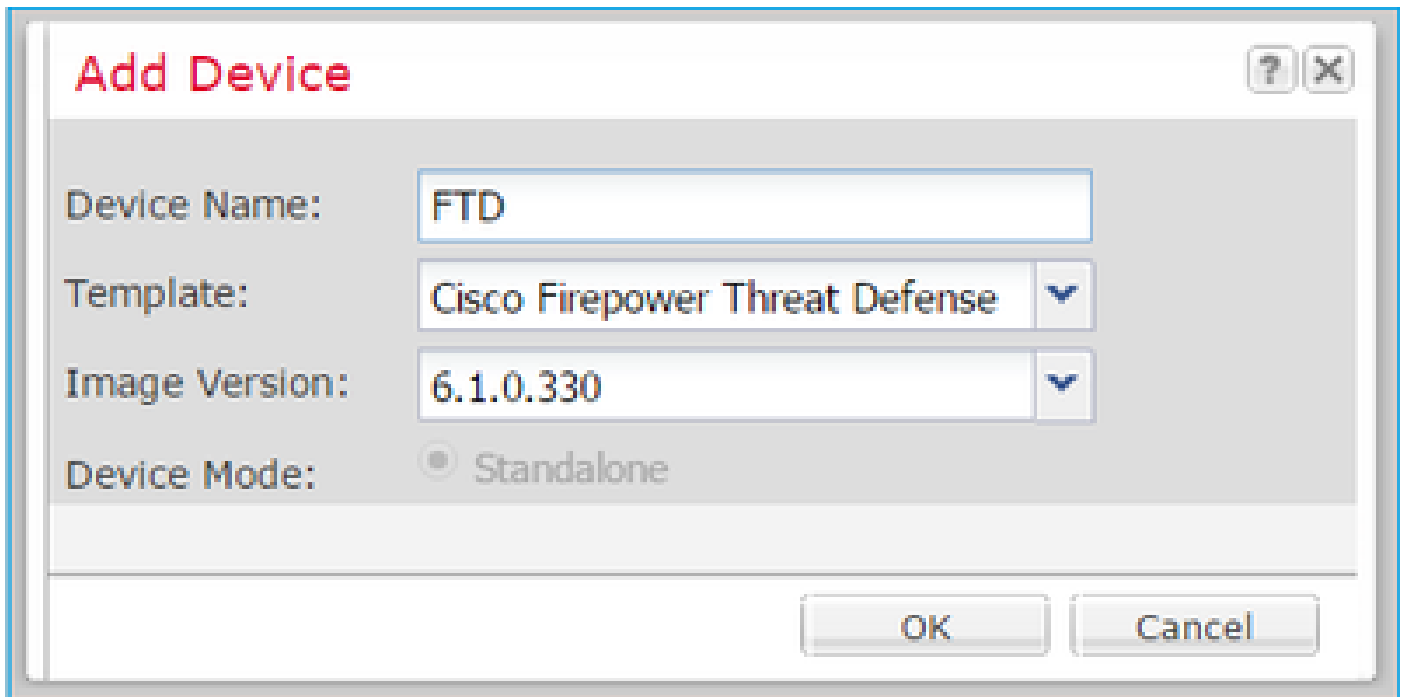 Add Device
?
Device Name: FTD
Template: Cisco Firepower Threat Defense
Image Version: 6.1.0.330
Device Mode: Standalone
OK Cancel